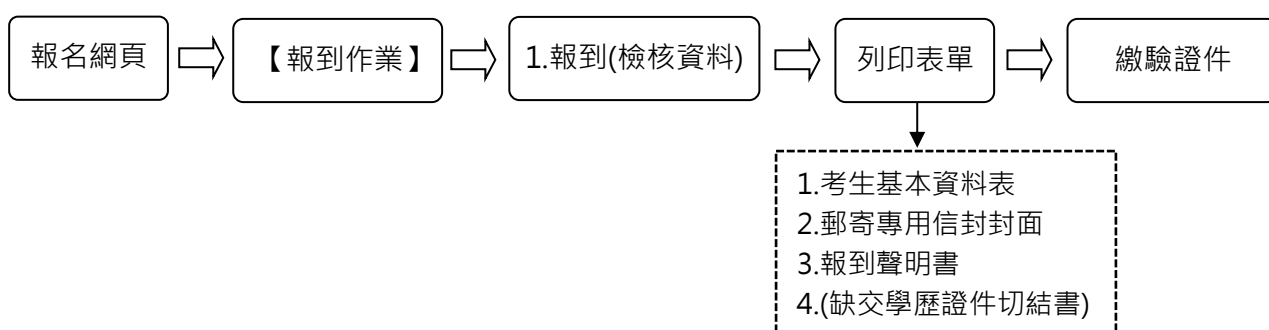 報名網頁
【報到作業】
1.報到(檢核資料)
列印表單
繳驗證件
1.考生基本資料表
2.郵寄專用信封封面
3.報到聲明書
4.(缺交學歷證件切結書)